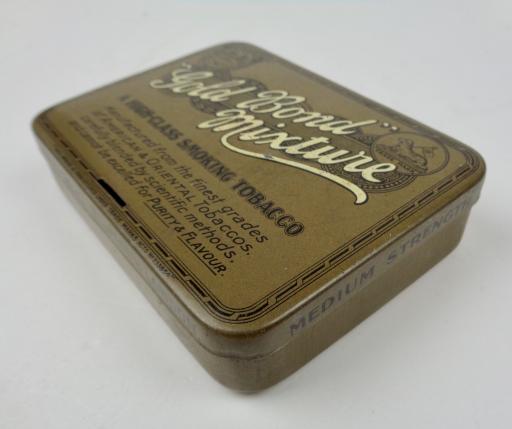 "Gold Bond"
Mixture
A HIGH-CLASS SMOKING TOBACCO
Manufactured from the finest grades
of AMERICAN & ORIENTAL Tobaccos,
carefully blended by scientific methods,
cannot be excelled for PURITY & FLAVOUR.
MEDIUM STRENGTH